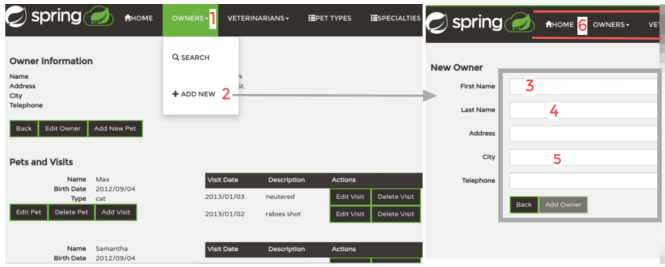 spring HOME OWNERS 1 VETERINARIANS PET TYPES SPECIALTIES
Owner Information
Name
Address St.
City
Telephone
SEARCH
+ ADD NEW 2
Back Edit Owner Add New Pet
Pets and Visits
Name Max
Birth Date 2012/09/04
Type cat
Edit Pet Delete Pet Add Visit
Visit Date Description Actions
2013/01/03 neutered Edit Visit Delete Visit
2013/01/02 rabies shot Edit Visit Delete Visit
Name Samantha
Birth Date 2012/09/04
Visit Date Description Actions
spring HOME 6 OWNERS
New Owner
First Name 3
Last Name 4
Address
City 5
Telephone
Back Add Owner